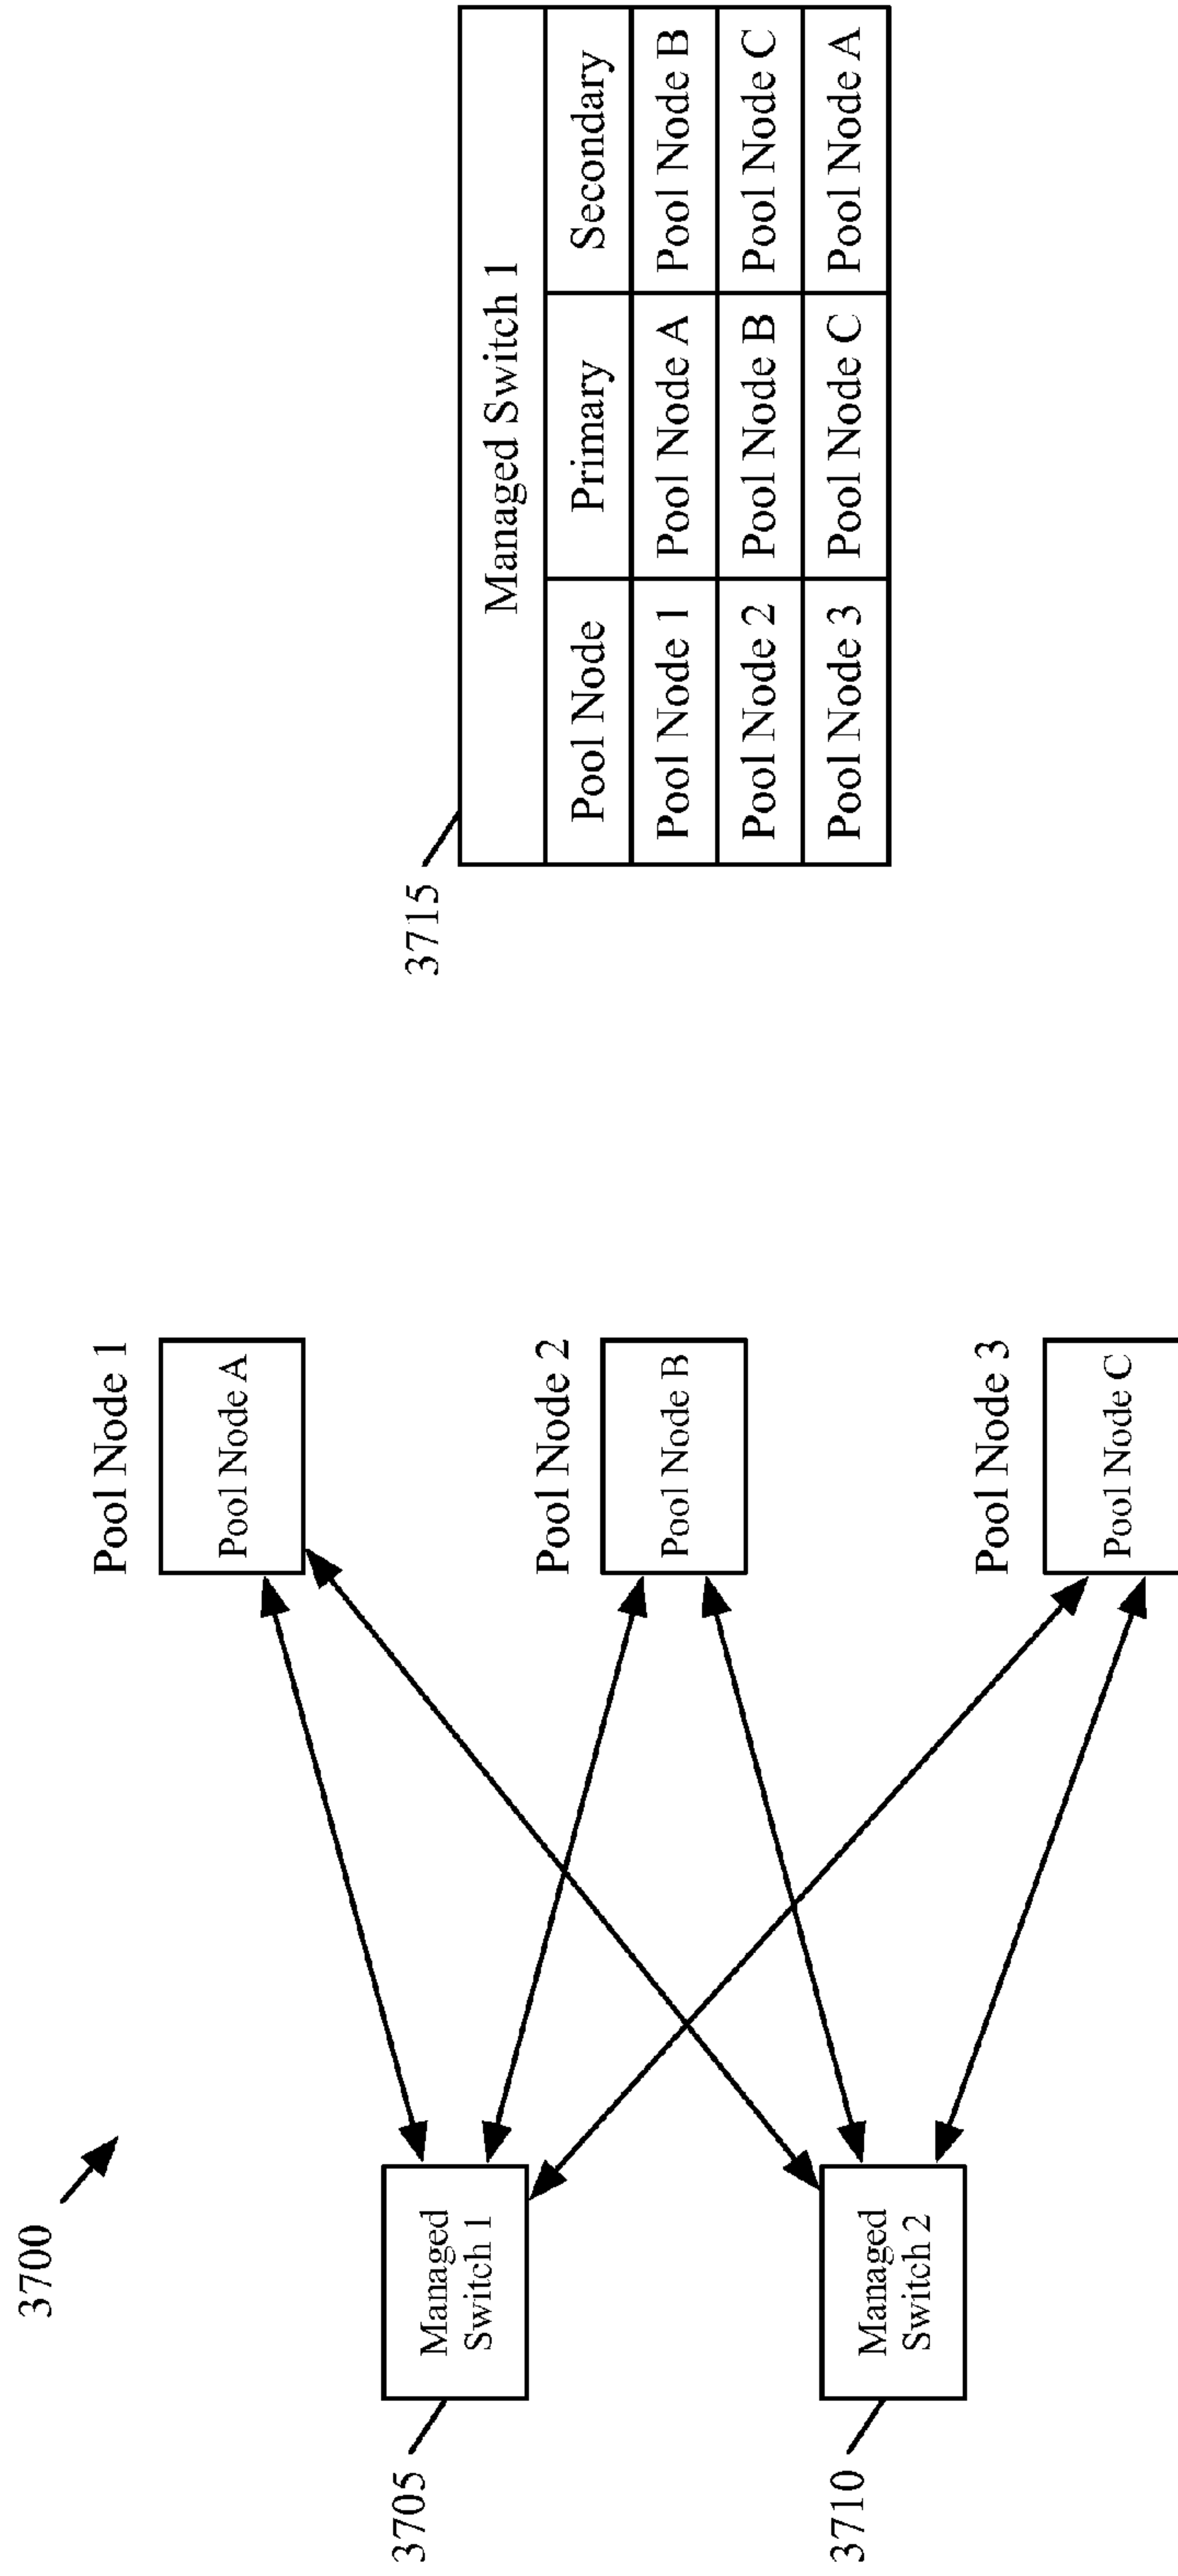 3700
3705
Managed
Switch 1
3710
Managed
Switch 2
Pool Node 1
Pool Node A
Pool Node 2
Pool Node B
Pool Node 3
Pool Node C
3715
Managed Switch 1
Pool Node Primary Secondary
Pool Node 1 Pool Node A Pool Node B
Pool Node 2 Pool Node B Pool Node C
Pool Node 3 Pool Node C Pool Node A